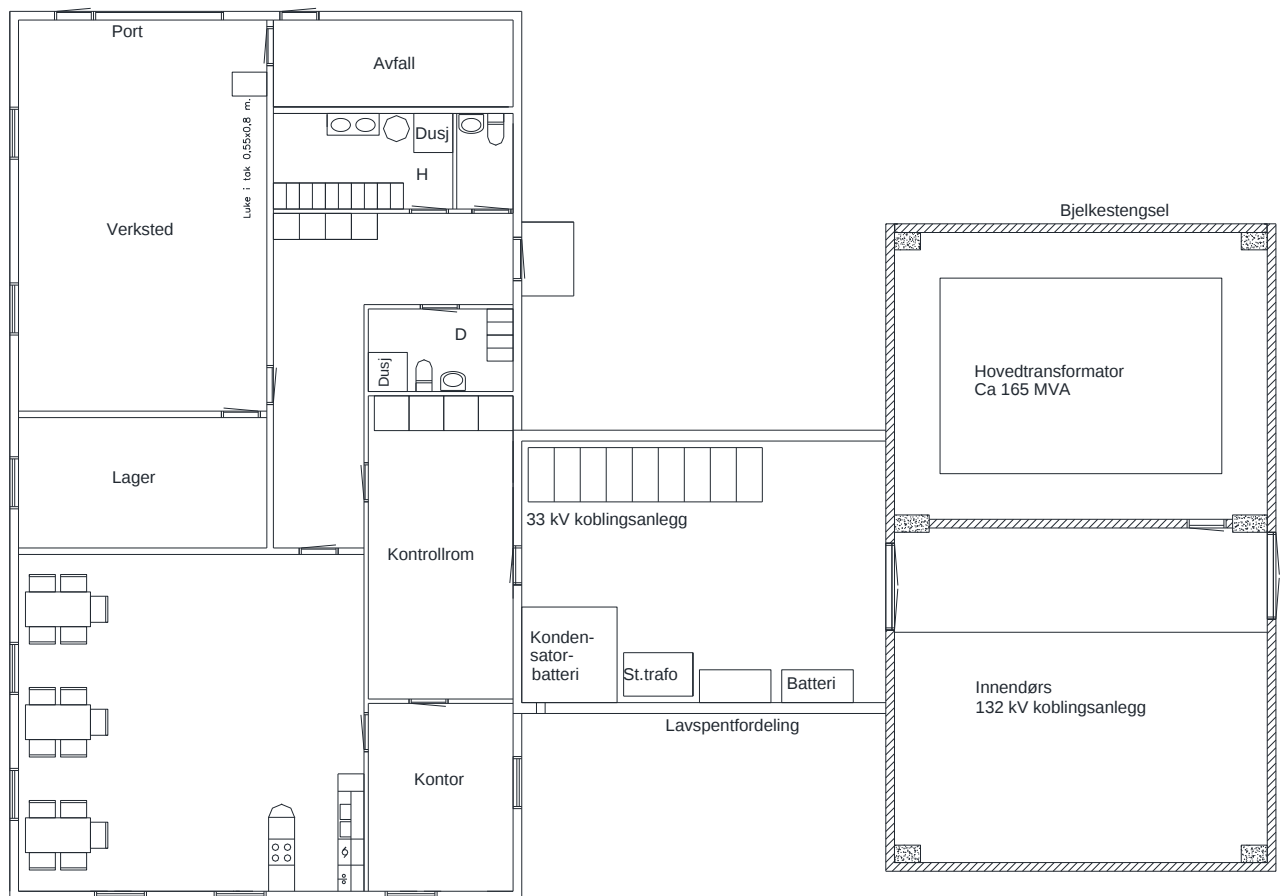 Port
Avfall
Luke i tak 0,55x0,8 m.
Dusj
H
Verksted
Bjelkestengsel
D
Dusj
Hovedtransformator
Ca 165 MVA
Lager
33 kV koblingsanlegg
Kontrollrom
Konden-
sator-
batteri
St.trafo
Batteri
Innendørs
132 kV koblingsanlegg
Lavspentfordeling
Kontor